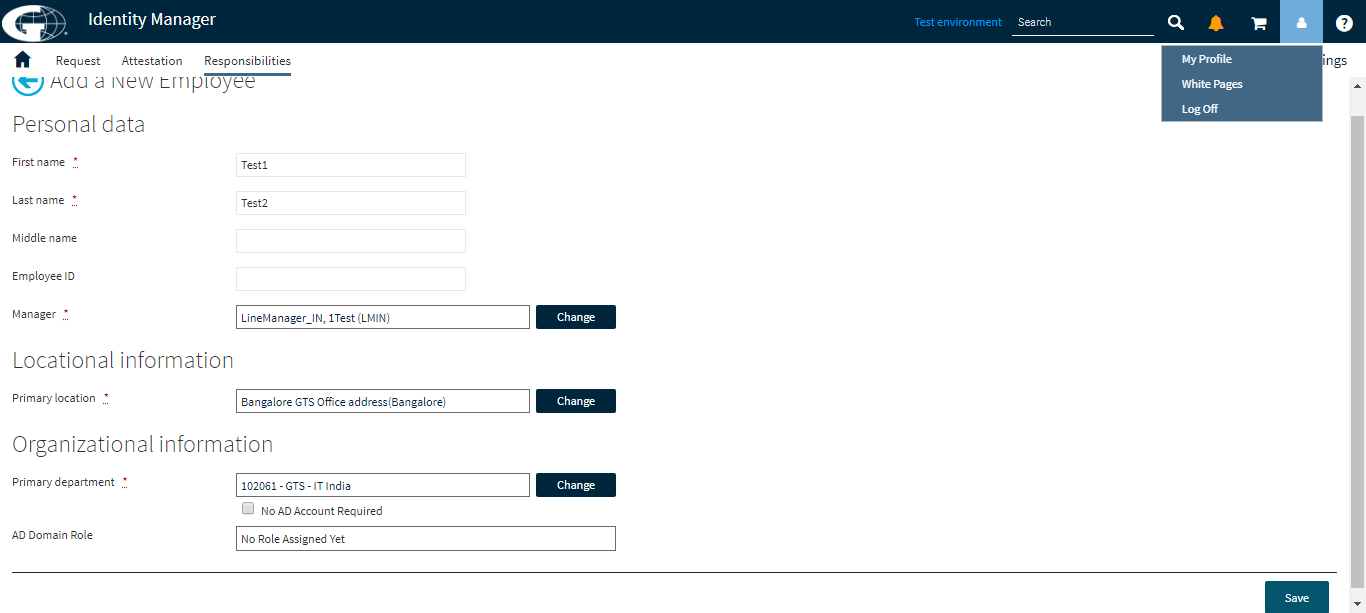 Identity Manager
Test environment
Search
Request
Attestation
Responsibilities
ings
My Profile
White Pages
Log Off
Add a New Employee
Personal data
First name *
Test1
Last name *
Test2
Middle name
Employee ID
Manager *
LineManager_IN, 1Test (LMIN)
Change
Locational information
Primary location *
Bangalore GTS Office address(Bangalore)
Change
Organizational information
Primary department *
102061 - GTS - IT India
Change
No AD Account Required
AD Domain Role
No Role Assigned Yet
Save